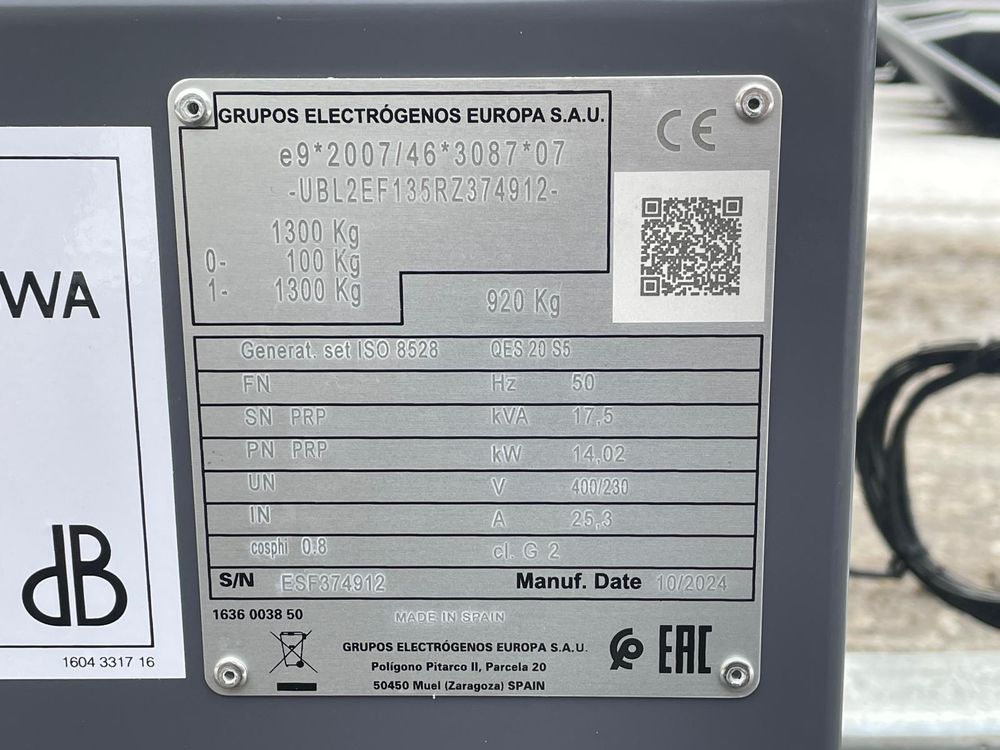 GRUPOS ELECTRÓGENOS EUROPA S.A.U.
CE
e9*2007/46*3087*07
-UBL2EF135RZ374912-
1300 Kg
0- 100 Kg
1- 1300 Kg
920 Kg
Generat. set ISO 8528 QES 20 S5
FN Hz 50
SN PRP kVA 17,5
PN PRP kW 14,02
UN V 400/230
IN A 25,3
cosphi 0.8 cl. G 2
S/N ESF374912 Manuf. Date 10/2024
1636 0038 50 MADE IN SPAIN
GRUPOS ELECTRÓGENOS EUROPA S.A.U.
Polígono Pitarco II, Parcela 20
50450 Muel (Zaragoza) SPAIN
EAC
WA
dB
1604 3317 16